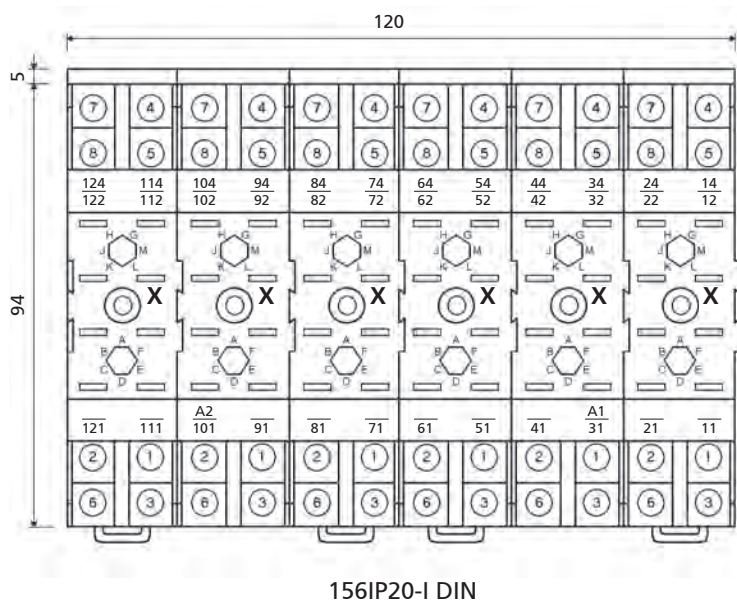 120
5
7 4 7 4 7 4 7 4 7 4 7 4
8 5 8 5 8 5 8 5 8 5 8 5
124 114 104 94 84 74 64 54 44 34 24 14
122 112 102 92 82 72 62 52 42 32 22 12
H G H G H G H G H G H G
J M J M J M J M J M J M
K L K L K L K L K L K L
94
X X X X X X
A A A A A A
B F B F B F B F B F B F
C E C E C E C E C E C E
D D D D D D
A2 A1
121 111 101 91 81 71 61 51 41 31 21 11
2 1 2 1 2 1 2 1 2 1 2 1
6 3 6 3 6 3 6 3 6 3 6 3
156IP20-I DIN